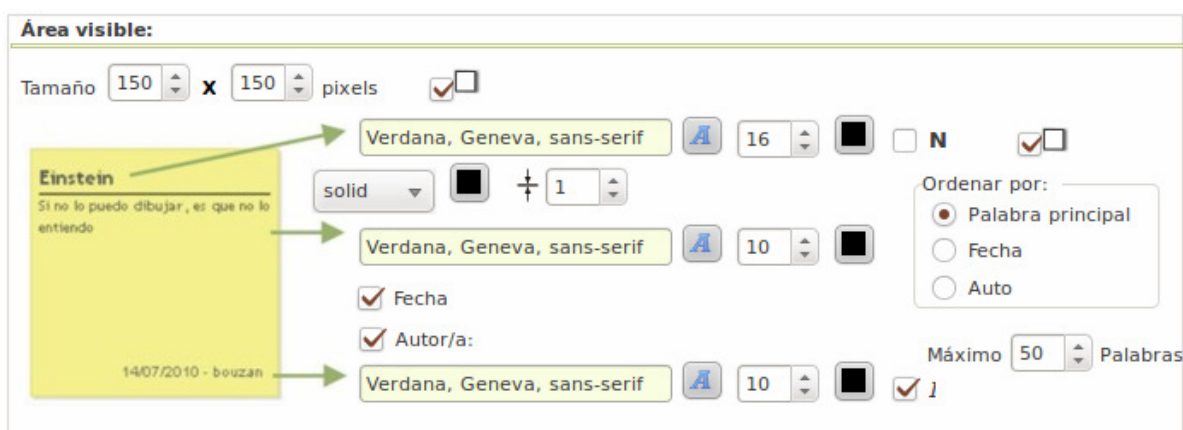 Área visible:
Tamaño 150 x 150 pixels
Verdana, Geneva, sans-serif A 16 N
Einstein
solid 1
Ordenar por:
Palabra principal
Si no lo puedo dibujar, es que no lo
entiendo
Verdana, Geneva, sans-serif A 10
Fecha
Auto
Fecha
Autor/a:
Máximo 50 Palabras
14/07/2010 - bouzan
Verdana, Geneva, sans-serif A 10 I